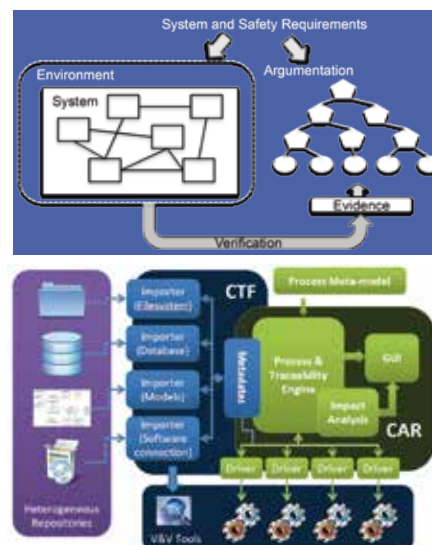 System and Safety Requirements
Environment
Argumentation
System
Evidence
Verification
Importer
(Filesystem)
CTF
Process Meta-model
Importer
(Database)
Metadata
Process &
Traceability
Engine
GUI
Importer
(Models)
Impact
Analysis
CAR
Importer
(Software
connection)
Driver
Driver
Driver
Driver
Heterogeneous
Repositories
V&V Tools